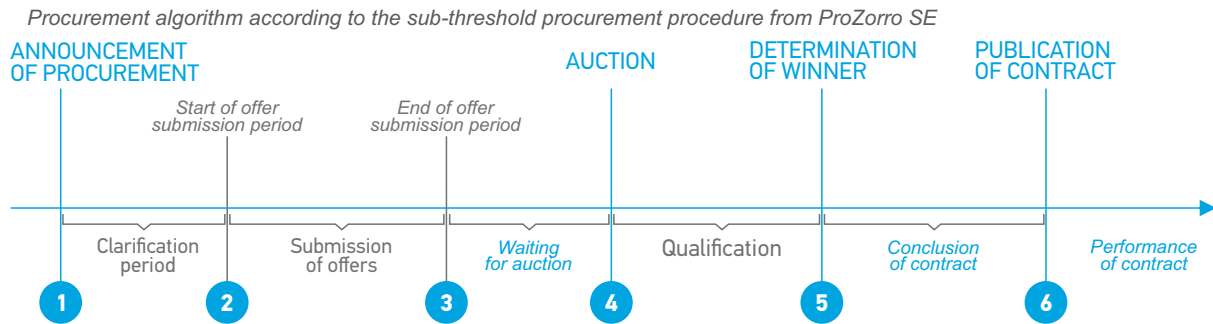 Procurement algorithm according to the sub-threshold procurement procedure from ProZorro SE
ANNOUNCEMENT
OF PROCUREMENT
Start of offer
submission period
End of offer
submission period
AUCTION
DETERMINATION
OF WINNER
PUBLICATION
OF CONTRACT
Clarification
period
Submission
of offers
Waiting
for auction
Qualification
Conclusion
of contract
Performance
of contract
1
2
3
4
5
6